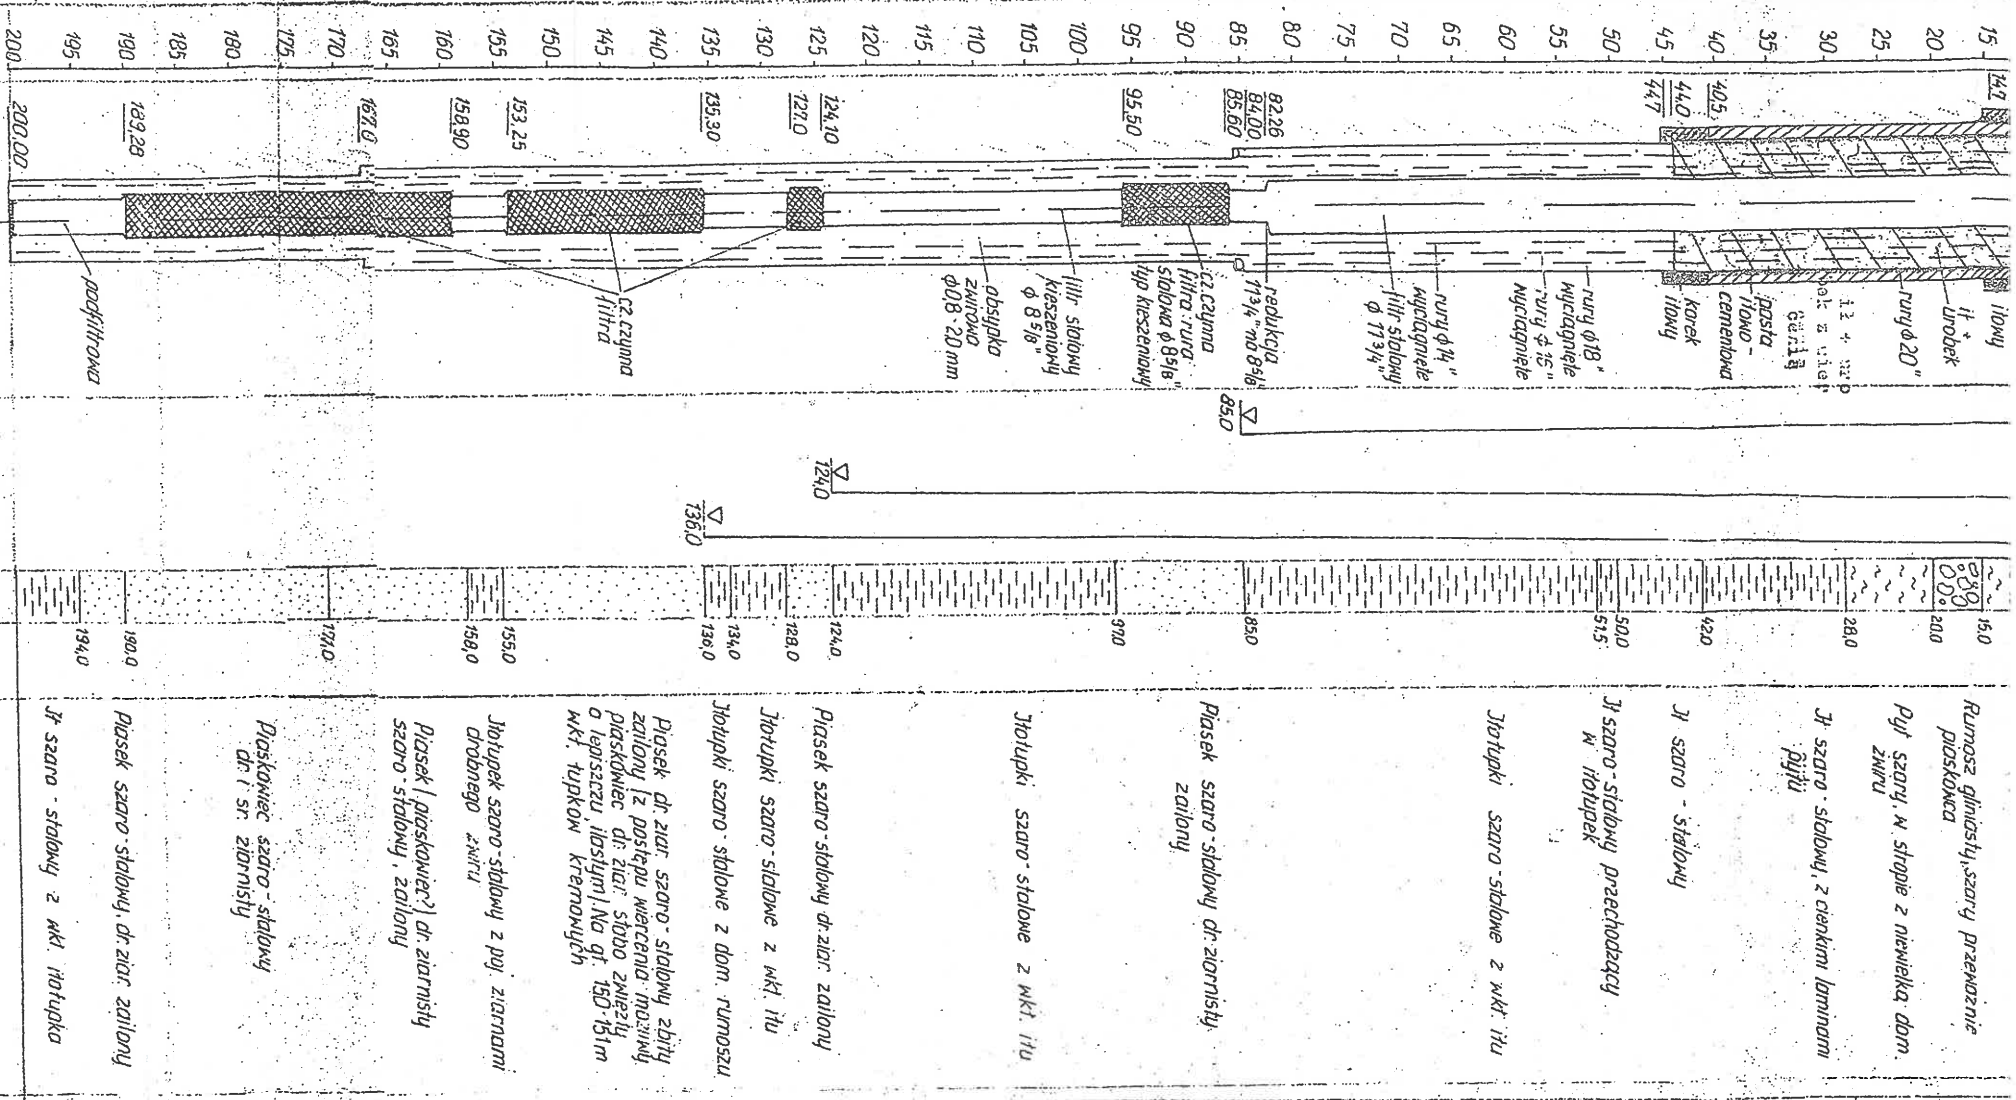 15
20
25
30
35
40
45
50
55
60
65
70
75
80
85
90
95
100
105
110
115
120
125
130
135
140
145
150
155
160
165
170
175
180
185
190
195
200
14,7
40,5
44,0
44,7
82,26
84,00
85,60
95,50
124,10
127,0
135,30
153,25
158,90
167,0
189,28
200,00
iłowy
ił +
urobek
rury ϕ 20"
pasta
iłowo -
cementowa
korek
iłowy
rury ϕ 18"
wyciągnięte
rury ϕ 16"
wyciągnięte
rury ϕ 14"
wyciągnięte
filtr stalowy
ϕ 11 3/4"
redukcja
11 3/4" na 8 5/8"
cz. czynna
filtra: rura
stalowa ϕ 8 5/8"
typ kieszeniowy
filtr stalowy
kieszeniowy
ϕ 8 5/8"
obsypka
żwirowa
ϕ 0,8-2,0 mm
cz. czynna
filtra
podfiltrowa
85,0
124,0
136,0
15.0
20.0
28.0
42.0
50,0
51,5
85.0
97.0
124.0
128.0
134.0
136,0
155.0
158,0
171,0
190.0
194,0
Rumosz gliniasty, szary przeważnie
piaskowca
Pył szary, w stropie z niewielką dom.
żwiru
Ił szaro-stalowy, z cienkimi laminami
pyłu
Ił szaro-stalowy
Ił szaro-stalowy przechodzący
w iłołupek
Iłołupki szaro-stalowe z wkł. iłu
Piasek szaro-stalowy dr. ziarnisty
zailony
Iłołupki szaro-stalowe z wkł. iłu
Piasek szaro-stalowy dr. ziar. zailony
Iłołupki szaro-stalowe z wkł. iłu
Iłołupki szaro-stalowe z dom. rumoszu
Piasek dr. ziar. szaro-stalowy zbity
zailony (z postępu wiercenia możliwy
piaskowiec dr. ziar. słabo zwięzły
o lepiszczu ilastym). Na gł. 150-151m
wkł. łupków kremowych
Iłołupek szaro-stalowy z poj. ziarnami
drobnego żwiru
Piasek (piaskowiec?) dr. ziarnisty
szaro-stalowy, zailony
Piaskowiec szaro-stalowy
dr. i śr. ziarnisty
Piasek szaro-stalowy, dr. ziar. zailony
Ił szaro-stalowy z wkł. iłołupka